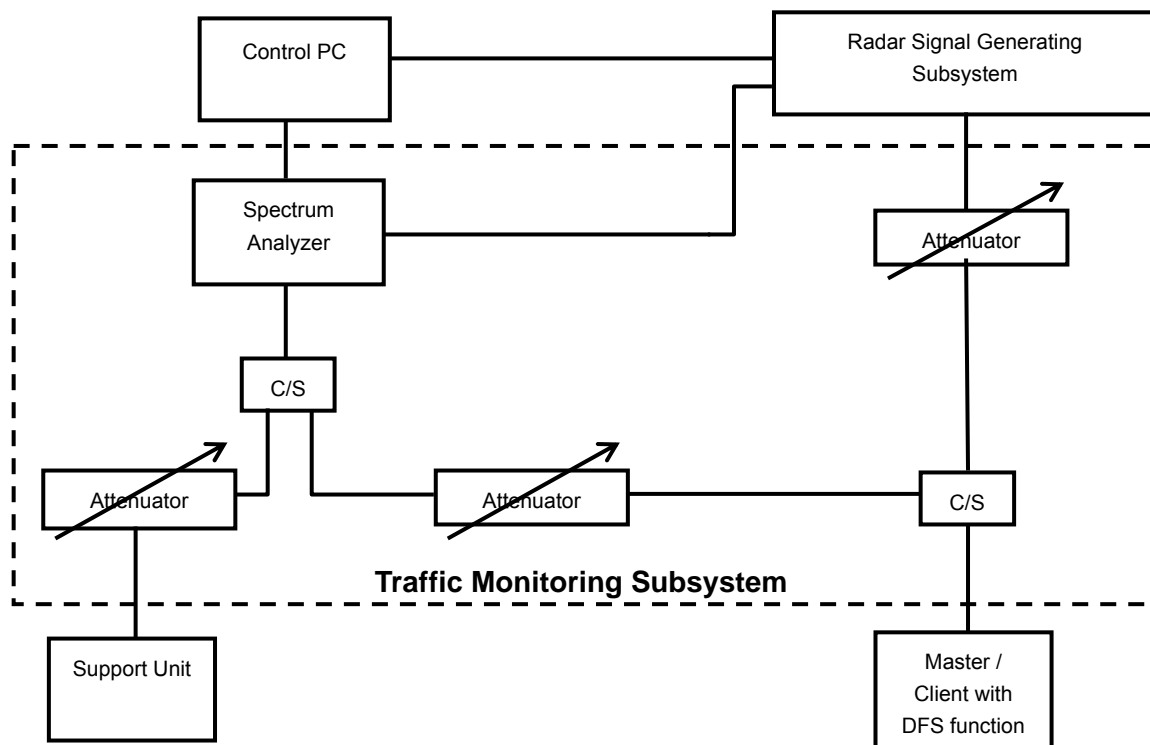 Control PC
Radar Signal Generating
Subsystem
Spectrum
Analyzer
Attenuator
C/S
Attenuator
Attenuator
C/S
Traffic Monitoring Subsystem
Support Unit
Master /
Client with
DFS function